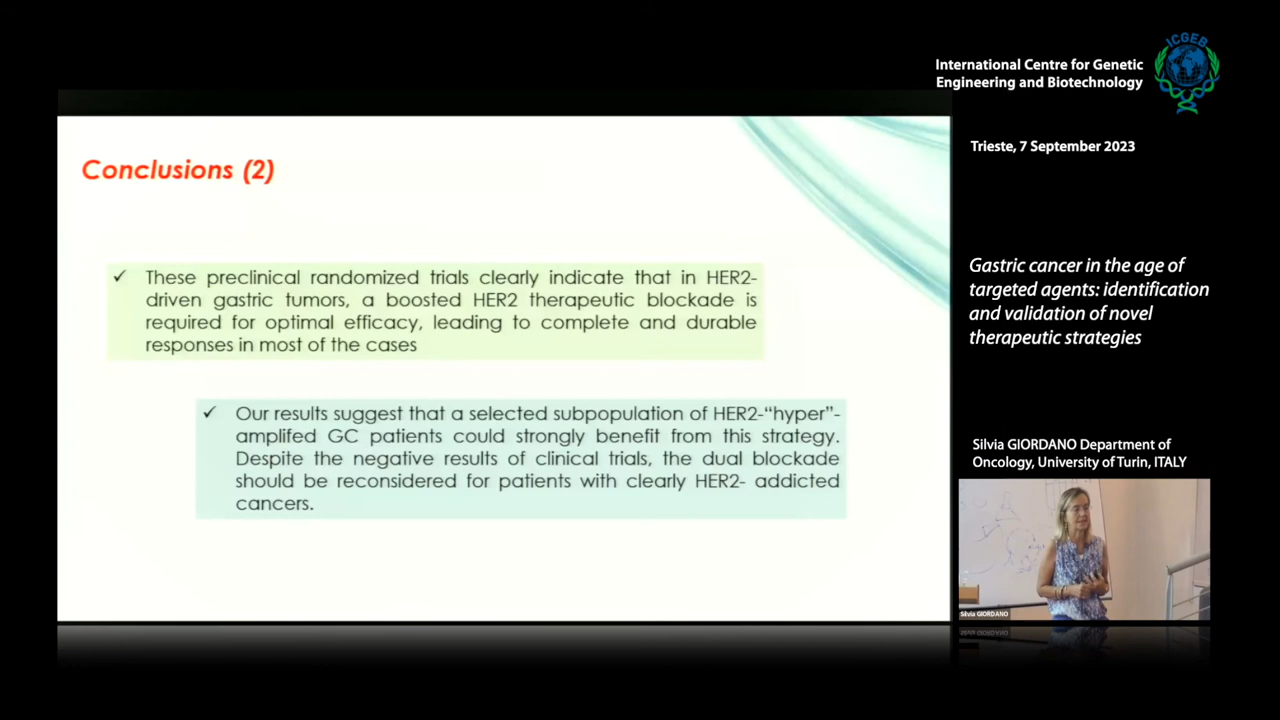 International Centre for Genetic
Engineering and Biotechnology
ICGEB
Trieste, 7 September 2023
Conclusions (2)
✓ These preclinical randomized trials clearly indicate that in HER2-
driven gastric tumors, a boosted HER2 therapeutic blockade is
required for optimal efficacy, leading to complete and durable
responses in most of the cases
✓ Our results suggest that a selected subpopulation of HER2-“hyper”-
amplifed GC patients could strongly benefit from this strategy.
Despite the negative results of clinical trials, the dual blockade
should be reconsidered for patients with clearly HER2- addicted
cancers.
Gastric cancer in the age of
targeted agents: identification
and validation of novel
therapeutic strategies
Silvia GIORDANO Department of
Oncology, University of Turin, ITALY
Silvia GIORDANO